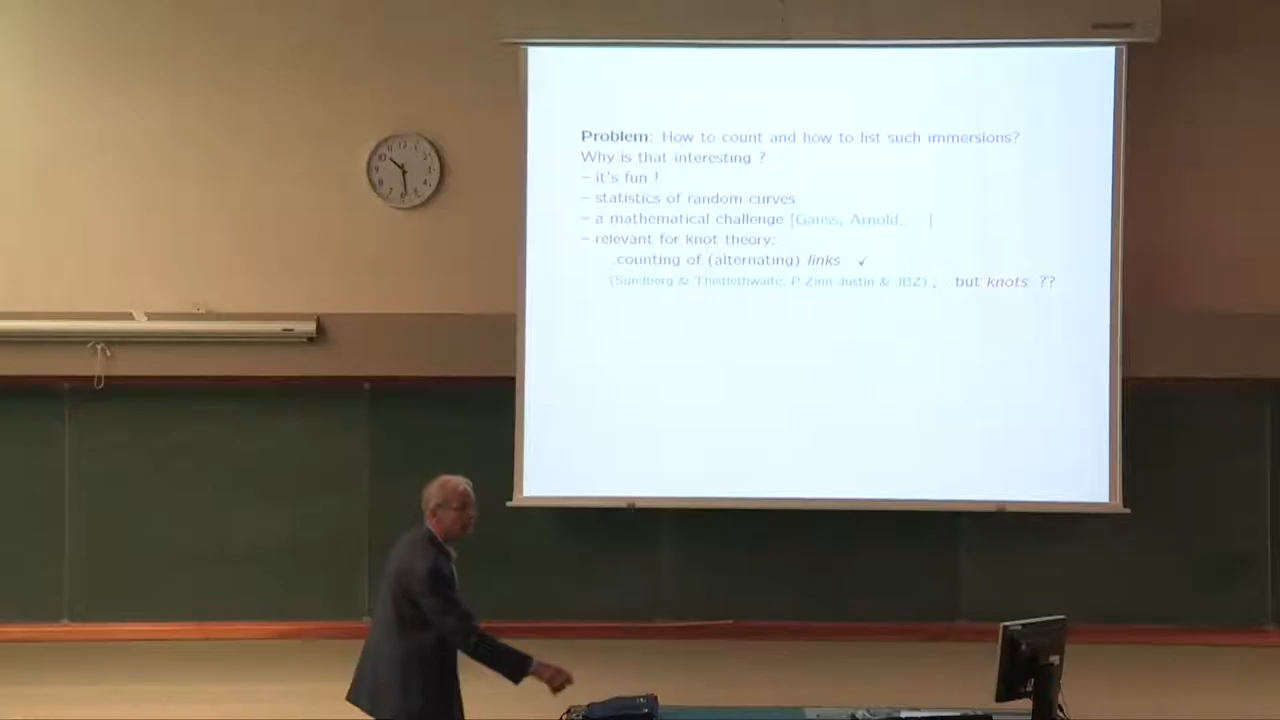 Problem: How to count and how to list such immersions?
Why is that interesting ?
– it's fun !
– statistics of random curves
– a mathematical challenge [Gauss, Arnold,.. ]
– relevant for knot theory:
counting of (alternating) links ✓
(Sundberg & Thistlethwaite, P Zinn-Justin & JBZ) , but knots ??